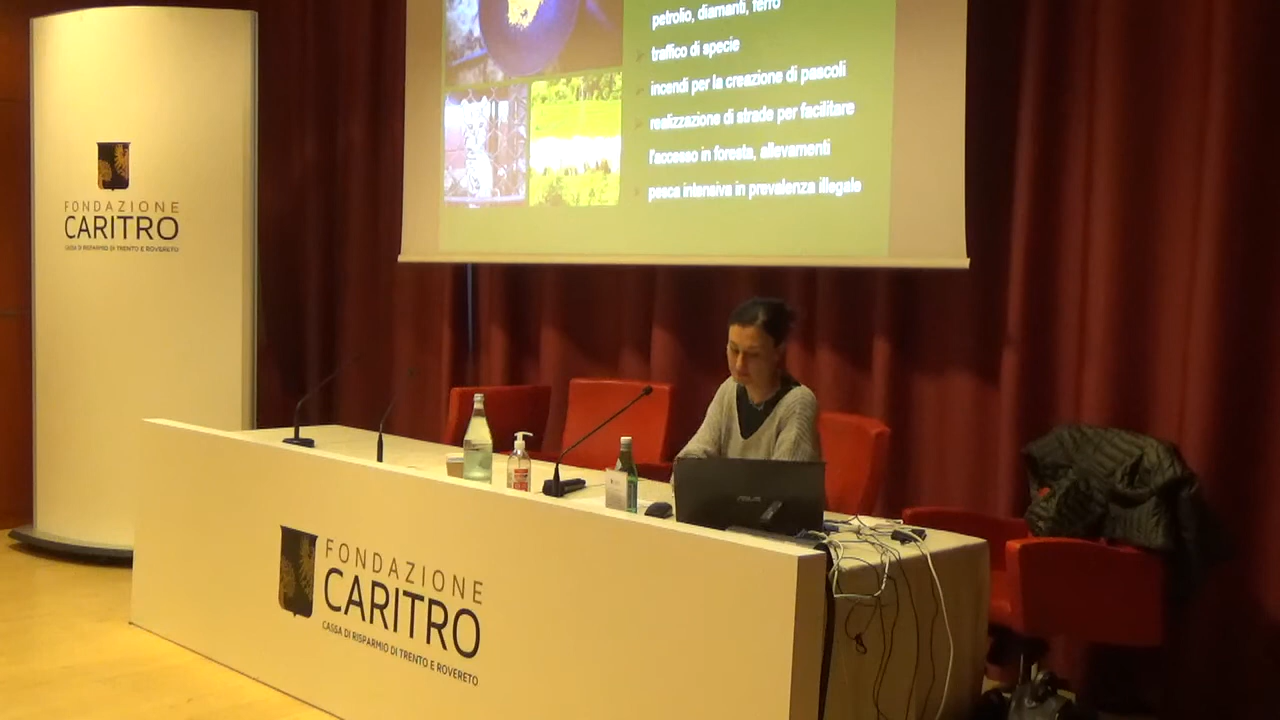 petrolio, diamanti, ferro
traffico di specie
incendi per la creazione di pascoli
realizzazione di strade per facilitare
l'accesso in foresta, allevamenti
pesca intensiva in prevalenza illegale
FONDAZIONE
CARITRO
CASSA DI RISPARMIO DI TRENTO E ROVERETO
ASUS
FONDAZIONE
CARITRO
CASSA DI RISPARMIO DI TRENTO E ROVERETO